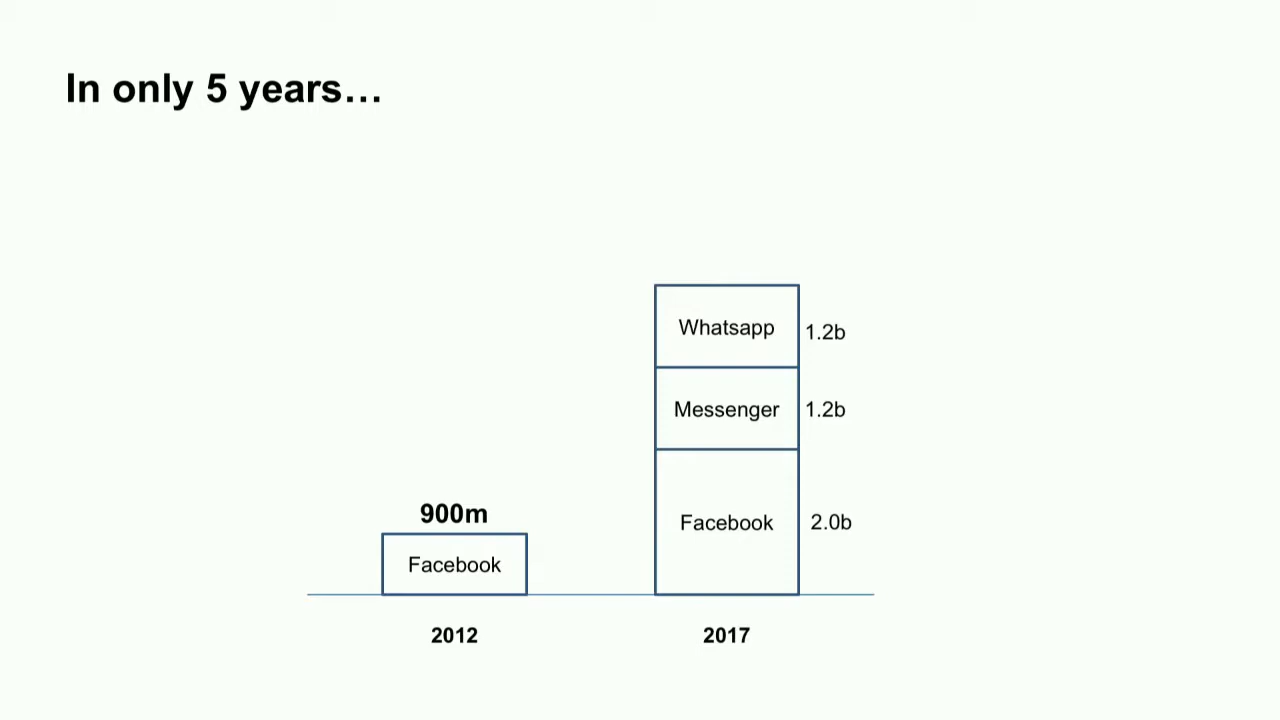 In only 5 years…
Whatsapp 1.2b
Messenger 1.2b
900m
Facebook 2.0b
Facebook
2012 2017